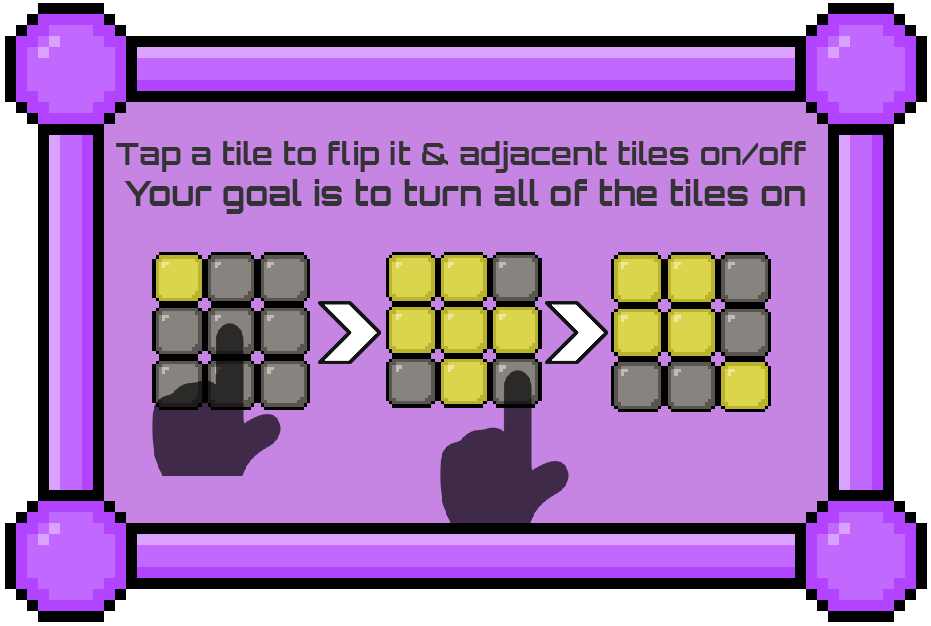 Tap a tile to flip it & adjacent tiles on/off
Your goal is to turn all of the tiles on